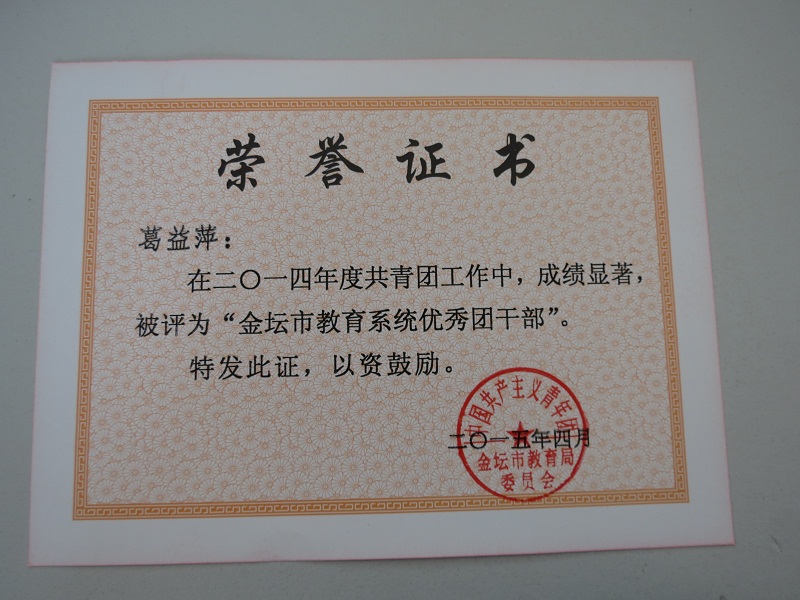 荣誉证书
葛益萍：
在二〇一四年度共青团工作中，成绩显著，
被评为“金坛市教育系统优秀团干部”。
特发此证，以资鼓励。
中国共产主义青年团
二〇一五年四月
金坛市教育局
委员会